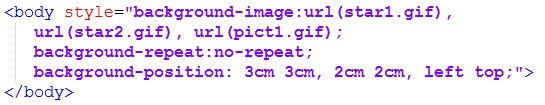 <body style="background-image:url(star1.gif),
url(star2.gif), url(pict1.gif);
background-repeat:no-repeat;
background-position: 3cm 3cm, 2cm 2cm, left top;">
</body>